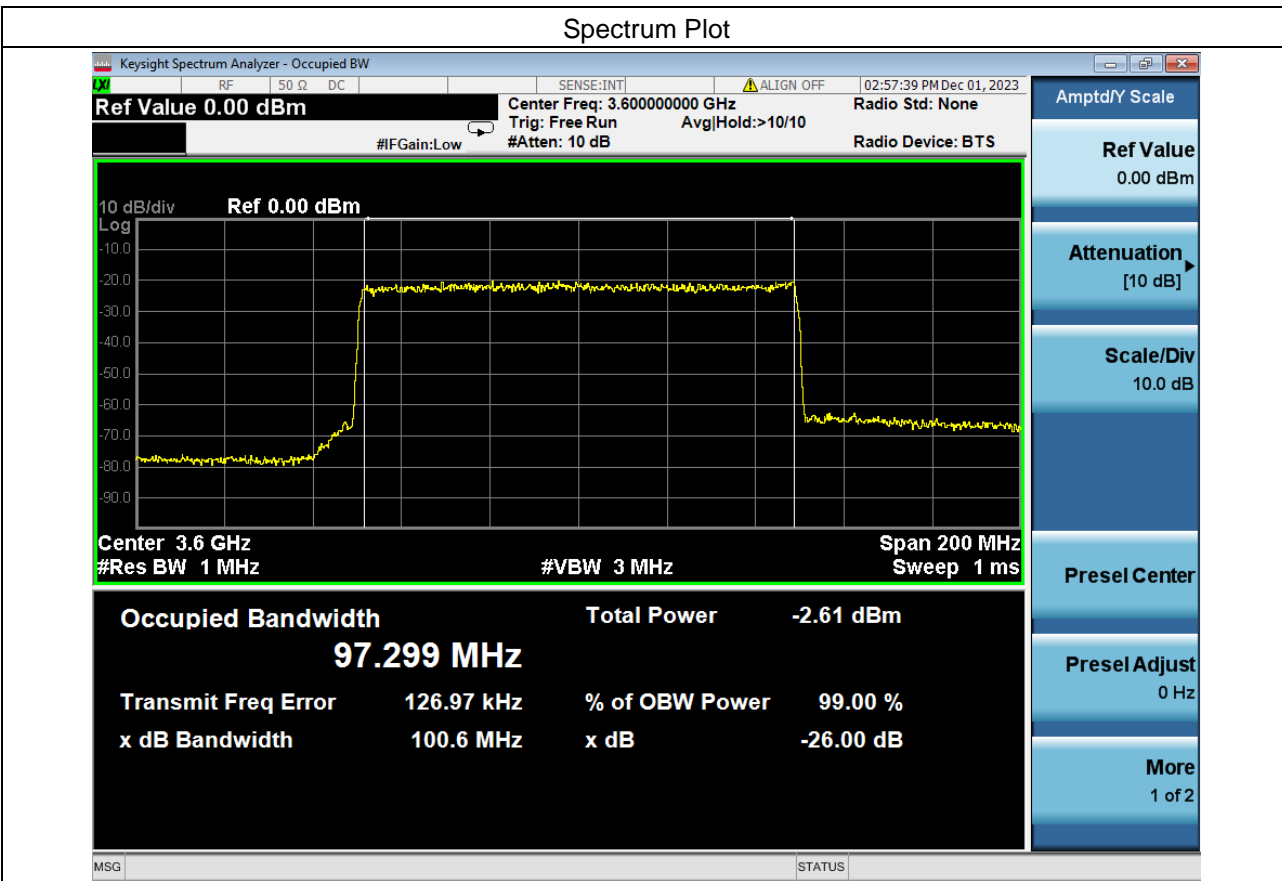 Spectrum Plot
Keysight Spectrum Analyzer - Occupied BW
LXI RF 50 Ω DC SENSE:INT ALIGN OFF 02:57:39 PM Dec 01, 2023
Ref Value 0.00 dBm Center Freq: 3.600000000 GHz Radio Std: None
Trig: Free Run Avg|Hold:>10/10
#IFGain:Low #Atten: 10 dB Radio Device: BTS
10 dB/div Ref 0.00 dBm
Log
-10.0
-20.0
-30.0
-40.0
-50.0
-60.0
-70.0
-80.0
-90.0
Center 3.6 GHz Span 200 MHz
#Res BW 1 MHz #VBW 3 MHz Sweep 1 ms
Occupied Bandwidth Total Power -2.61 dBm
97.299 MHz
Transmit Freq Error 126.97 kHz % of OBW Power 99.00 %
x dB Bandwidth 100.6 MHz x dB -26.00 dB
MSG STATUS
Amptd/Y Scale
Ref Value
0.00 dBm
Attenuation
[10 dB]
Scale/Div
10.0 dB
Presel Center
Presel Adjust
0 Hz
More
1 of 2